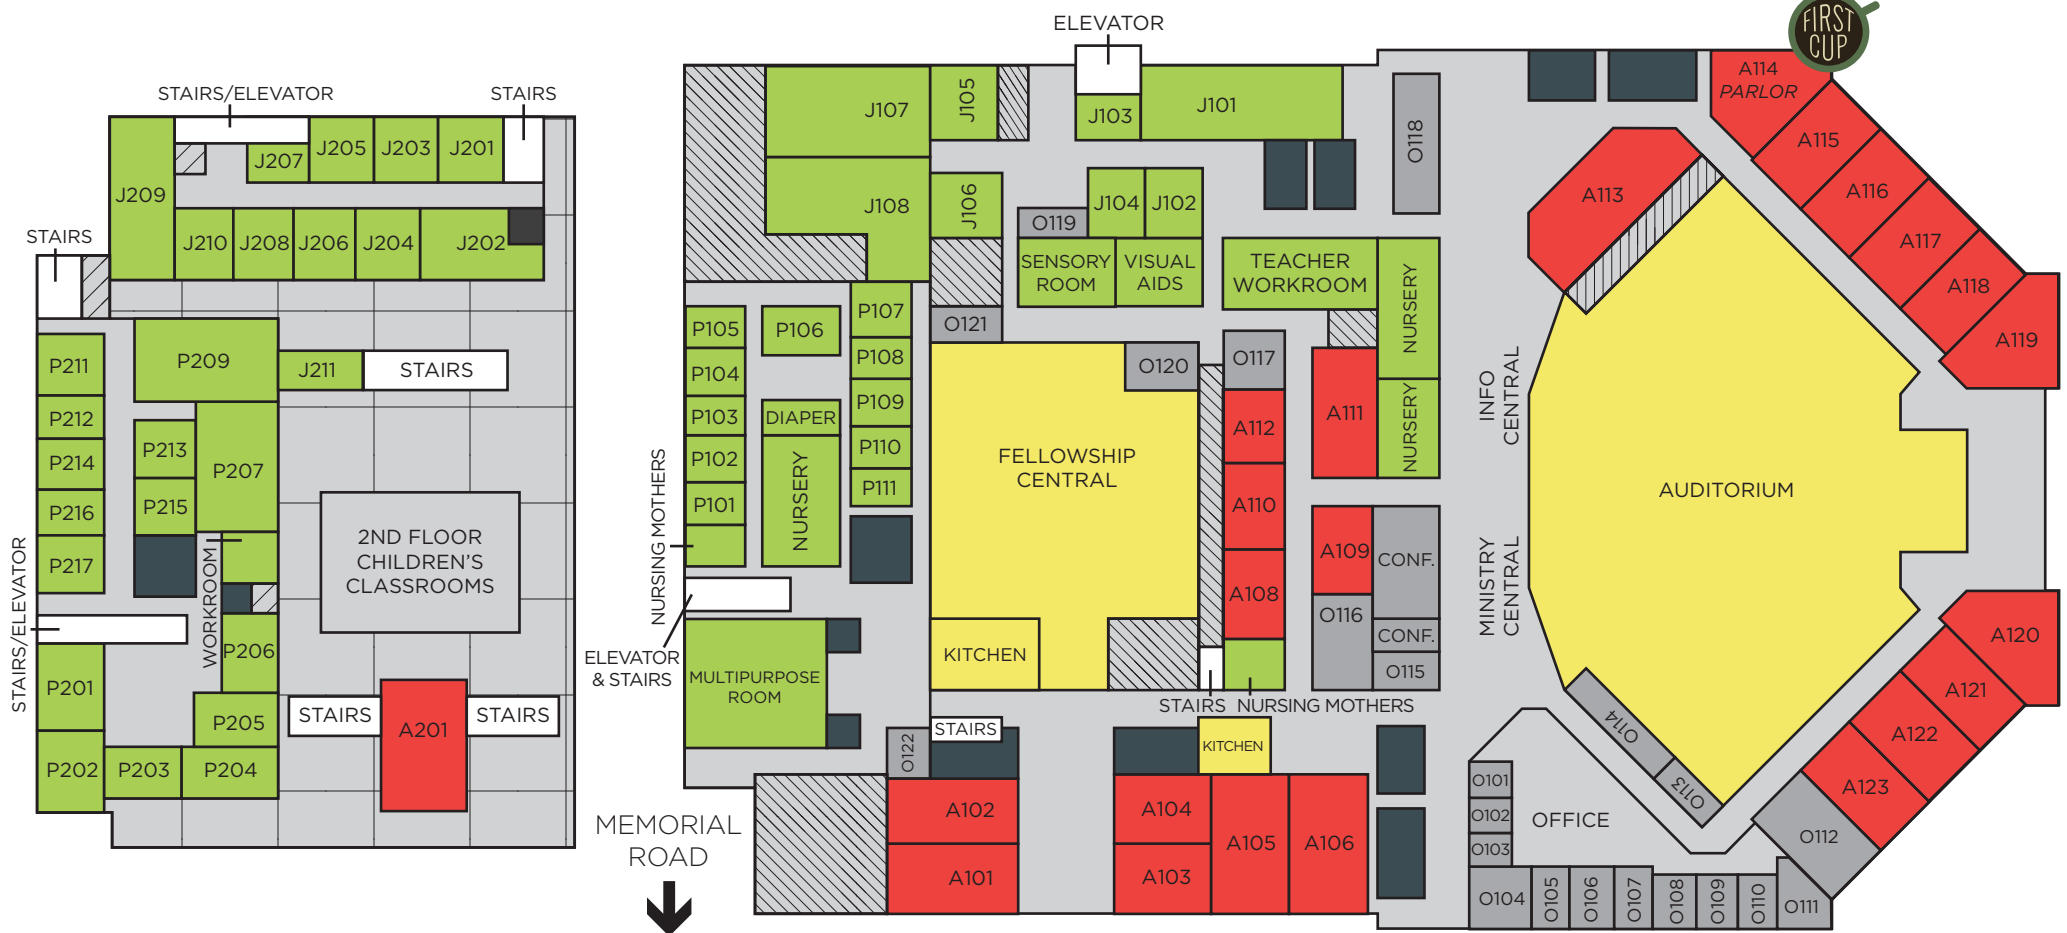 STAIRS/ELEVATOR
STAIRS
J209
J207
J205
J203
J201
J210
J208
J206
J204
J202
STAIRS
P211
P209
J211
STAIRS
P212
P213
P214
P207
P215
P216
P217
WORKROOM
2ND FLOOR
CHILDREN'S
CLASSROOMS
STAIRS/ELEVATOR
P206
P201
P205
STAIRS
A201
STAIRS
P202
P203
P204
ELEVATOR
J107
J105
J103
J101
O118
J108
J106
O119
J104
J102
SENSORY
ROOM
VISUAL
AIDS
TEACHER
WORKROOM
NURSERY
NURSERY
P105
P106
P107
O121
P104
P108
O120
O117
P103
DIAPER
P109
A112
A111
P102
NURSERY
P110
P101
P111
FELLOWSHIP
CENTRAL
A110
NURSING MOTHERS
A109
CONF.
A108
O116
CONF.
O115
KITCHEN
ELEVATOR
& STAIRS
MULTIPURPOSE
ROOM
STAIRS
NURSING MOTHERS
O122
STAIRS
KITCHEN
A102
A101
A104
A103
A105
A106
MEMORIAL
ROAD
FIRST
CUP
A114
PARLOR
A115
A113
A116
A117
A118
A119
INFO
CENTRAL
AUDITORIUM
MINISTRY
CENTRAL
A120
A121
A122
A123
O114
O113
O112
O101
O102
O103
OFFICE
O104
O105
O106
O107
O108
O109
O110
O111